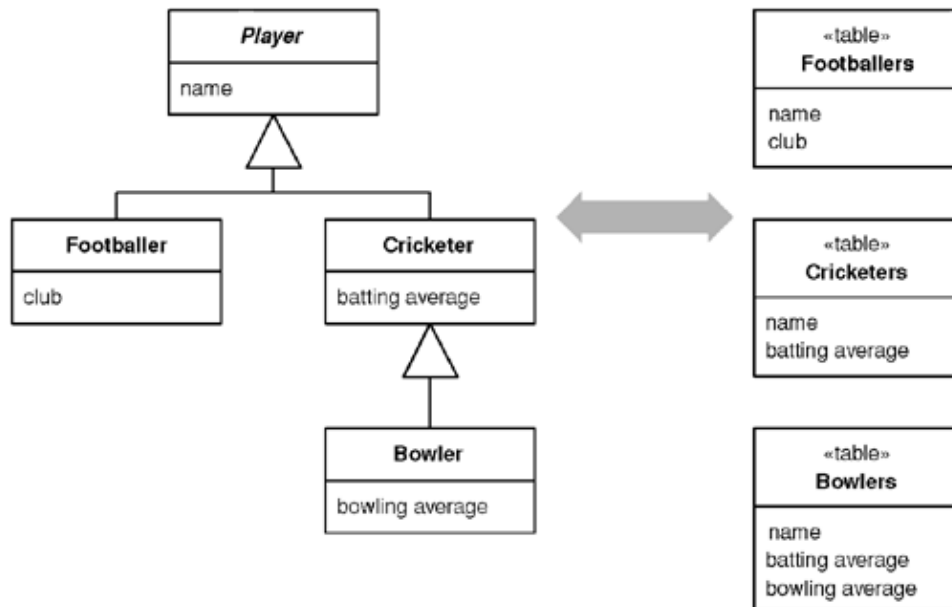 Player
name
Footballer
club
Cricketer
batting average
Bowler
bowling average
«table»
Footballers
name
club
«table»
Cricketers
name
batting average
«table»
Bowlers
name
batting average
bowling average